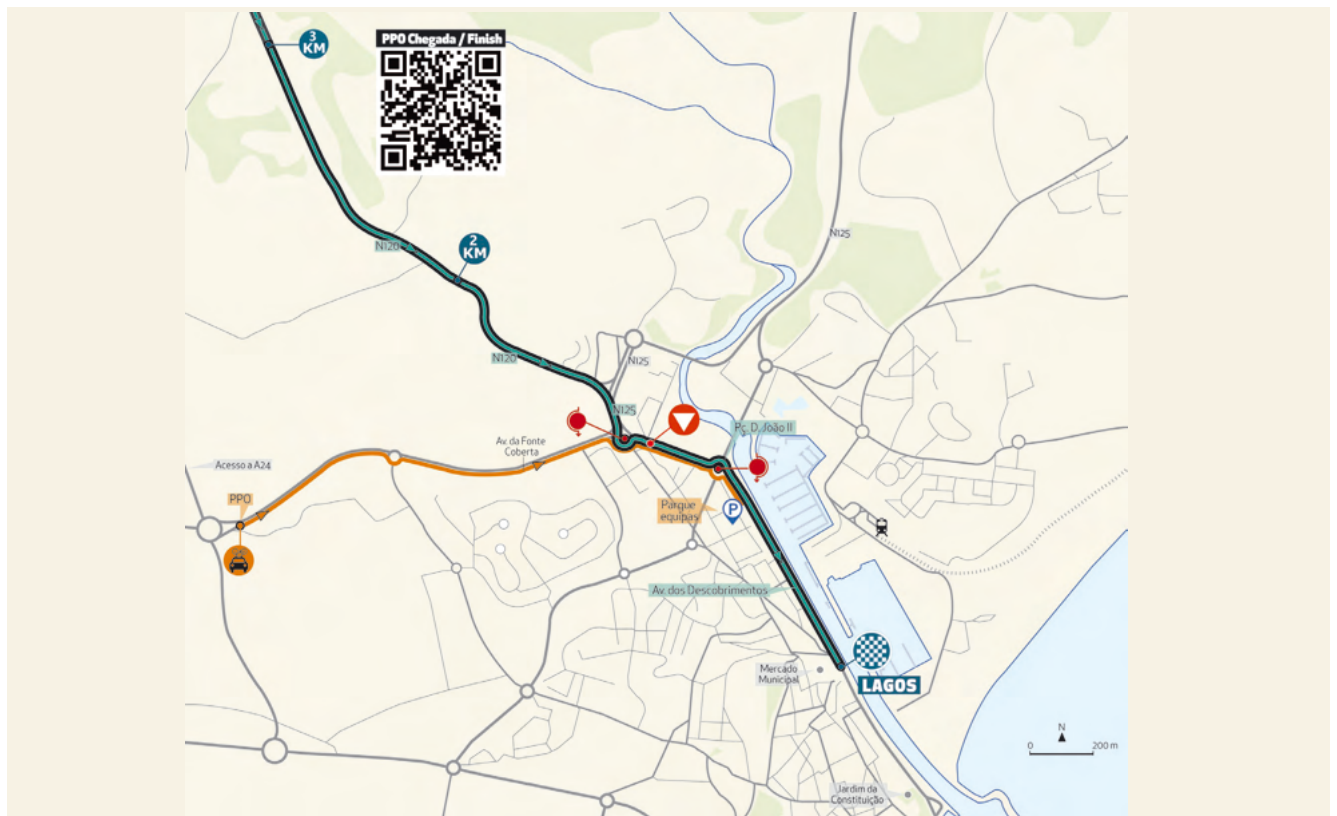 3
KM
PPO Chegada / Finish
N125
N120
2
KM
N120
N125
N125
Pç. D. João II
Av. da Fonte
Coberta
Acesso a A24
PPO
Parque
equipas
P
Av. dos Descobrimentos
Mercado
Municipal
LAGOS
N
0 200 m
Jardim da
Constituição